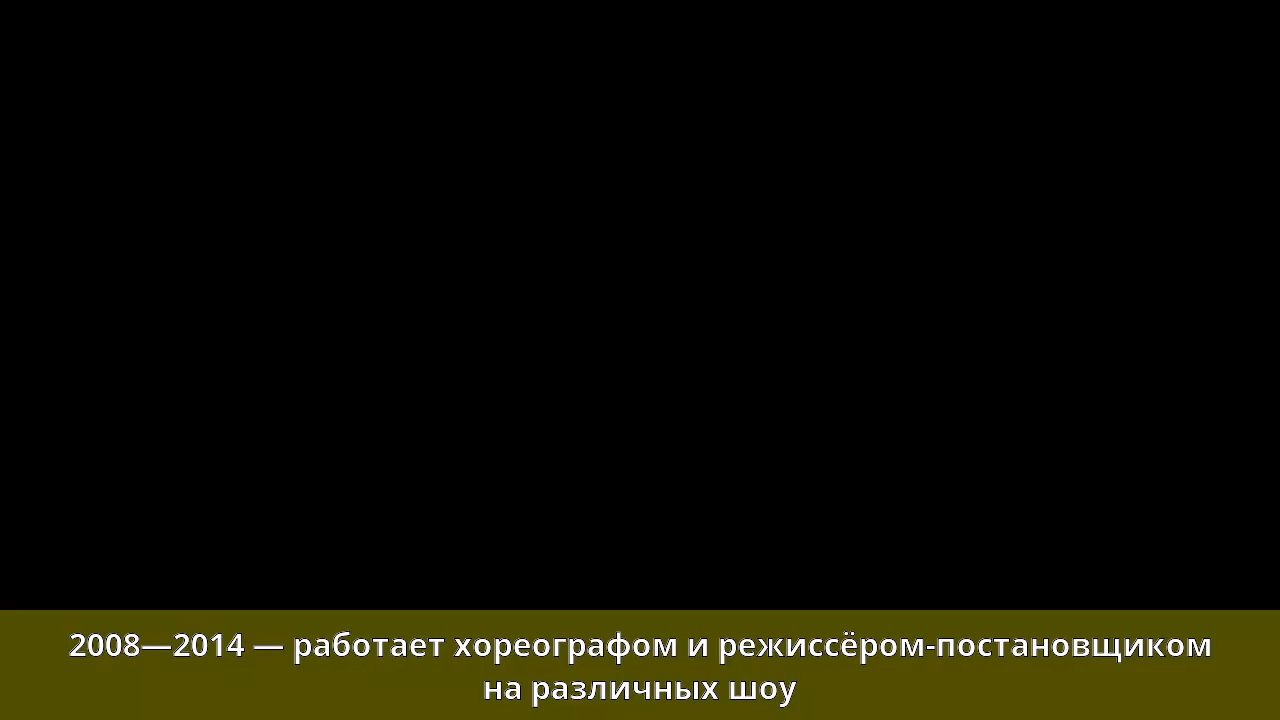 2008—2014 — работает хореографом и режиссёром-постановщиком
на различных шоу